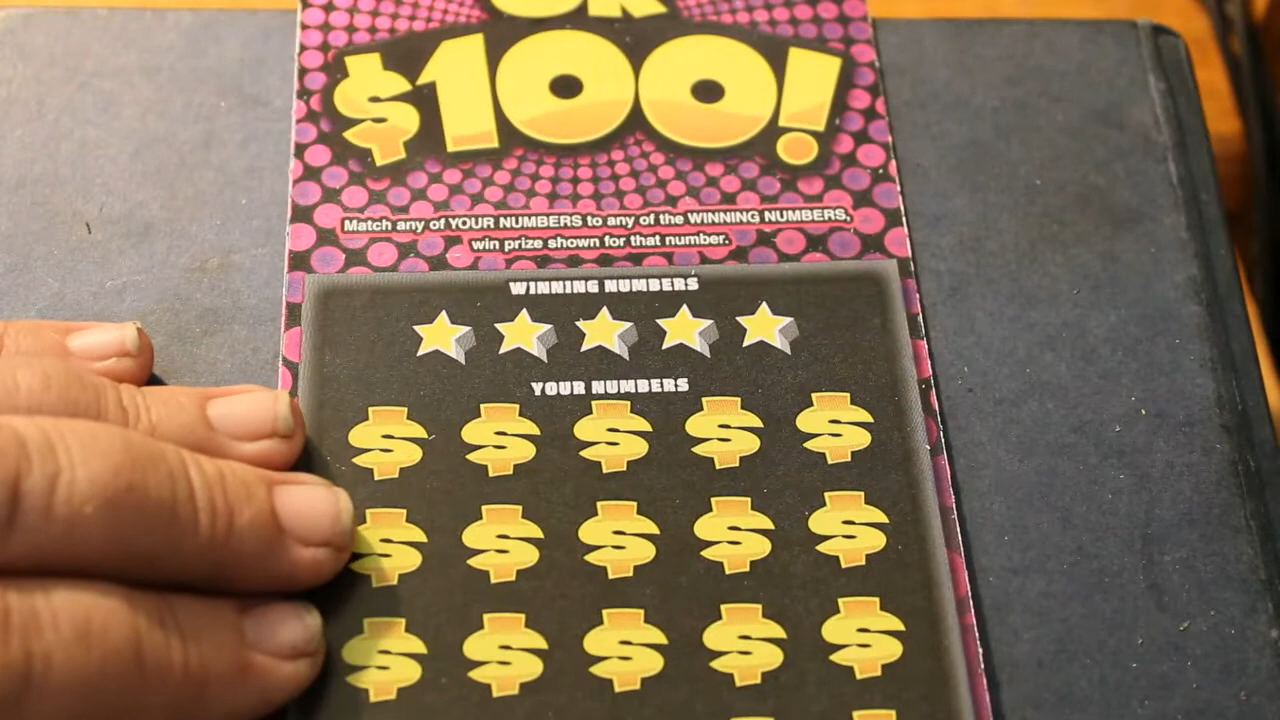 OR
$100!
Match any of YOUR NUMBERS to any of the WINNING NUMBERS,
win prize shown for that number.
WINNING NUMBERS
YOUR NUMBERS
$ $ $ $ $
$ $ $ $ $
$ $ $ $ $